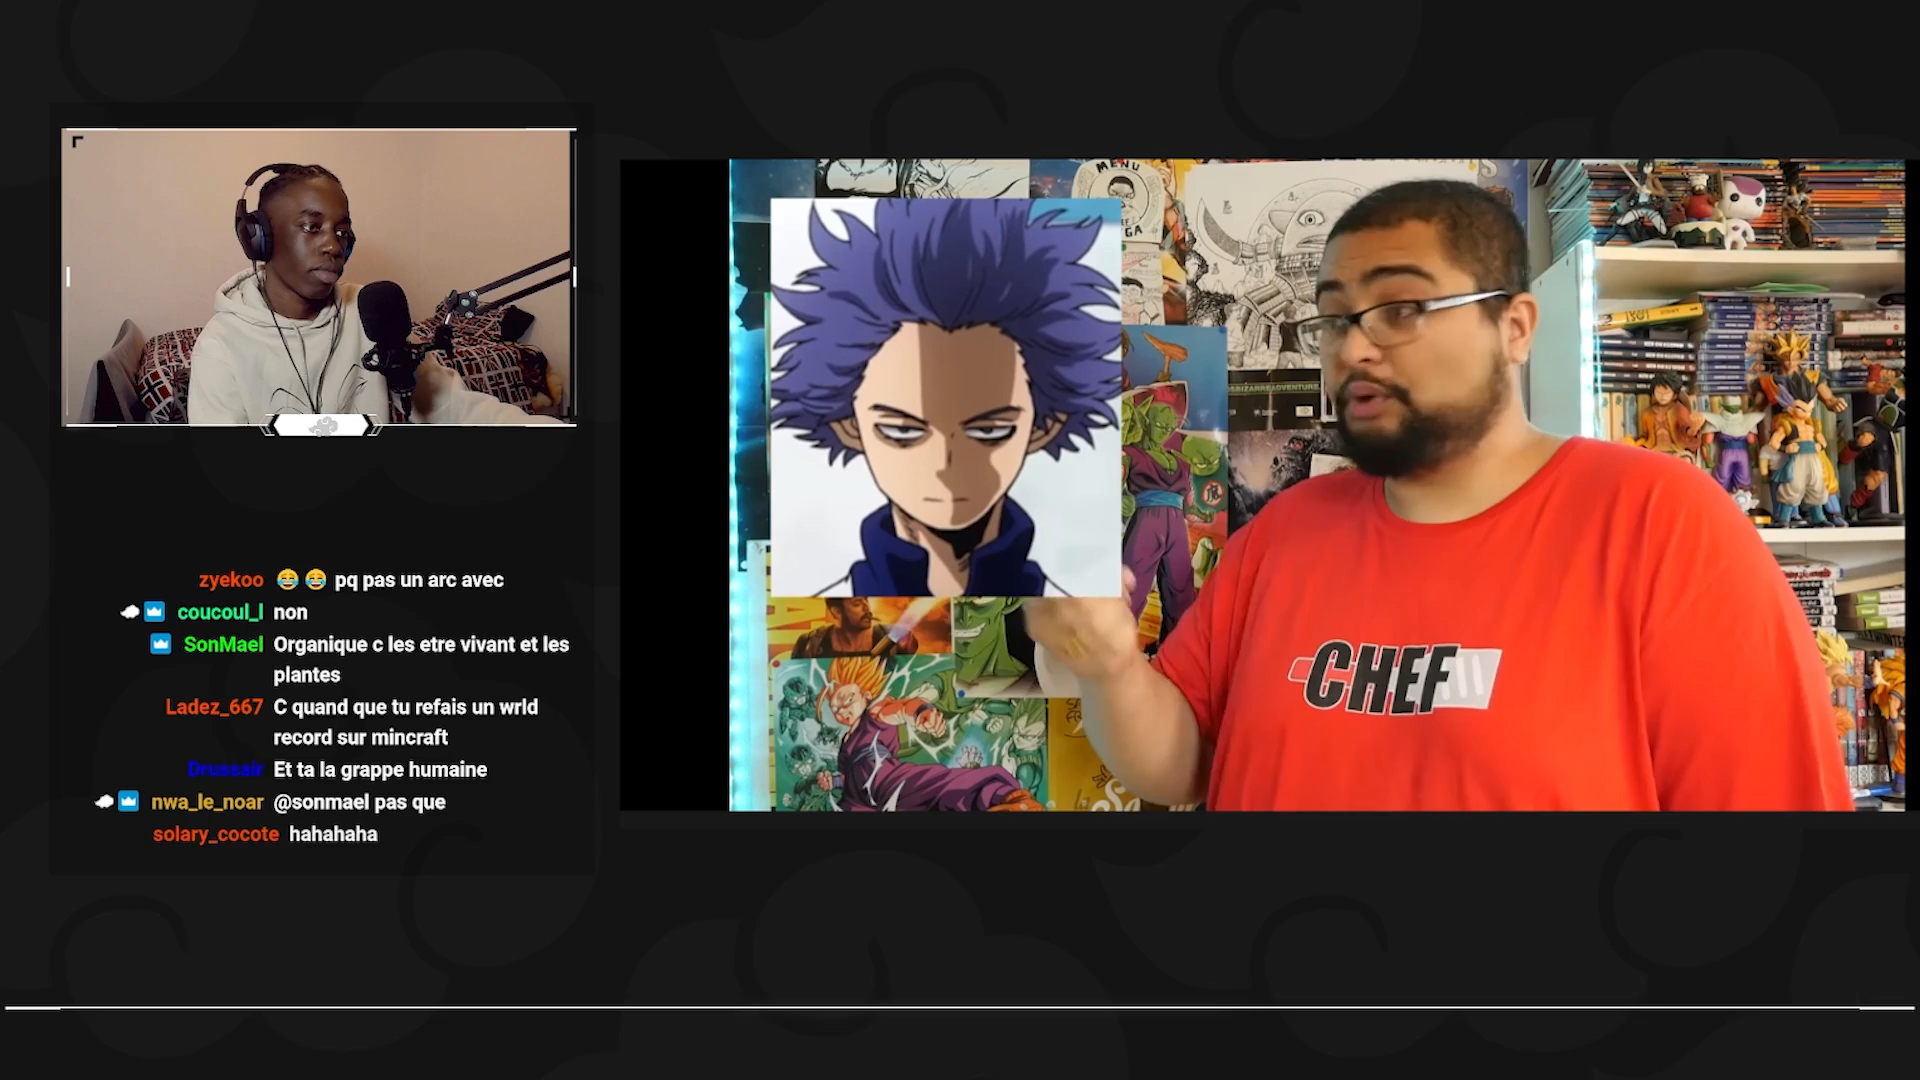 zyekoo 😂 😂 pq pas un arc avec
coucoul_l non
SonMael Organique c les etre vivant et les
plantes
Ladez_667 C quand que tu refais un wrld
record sur mincraft
Drussair Et ta la grappe humaine
nwa_le_noar @sonmael pas que
solary_cocote hahahaha
MENU
CHEF